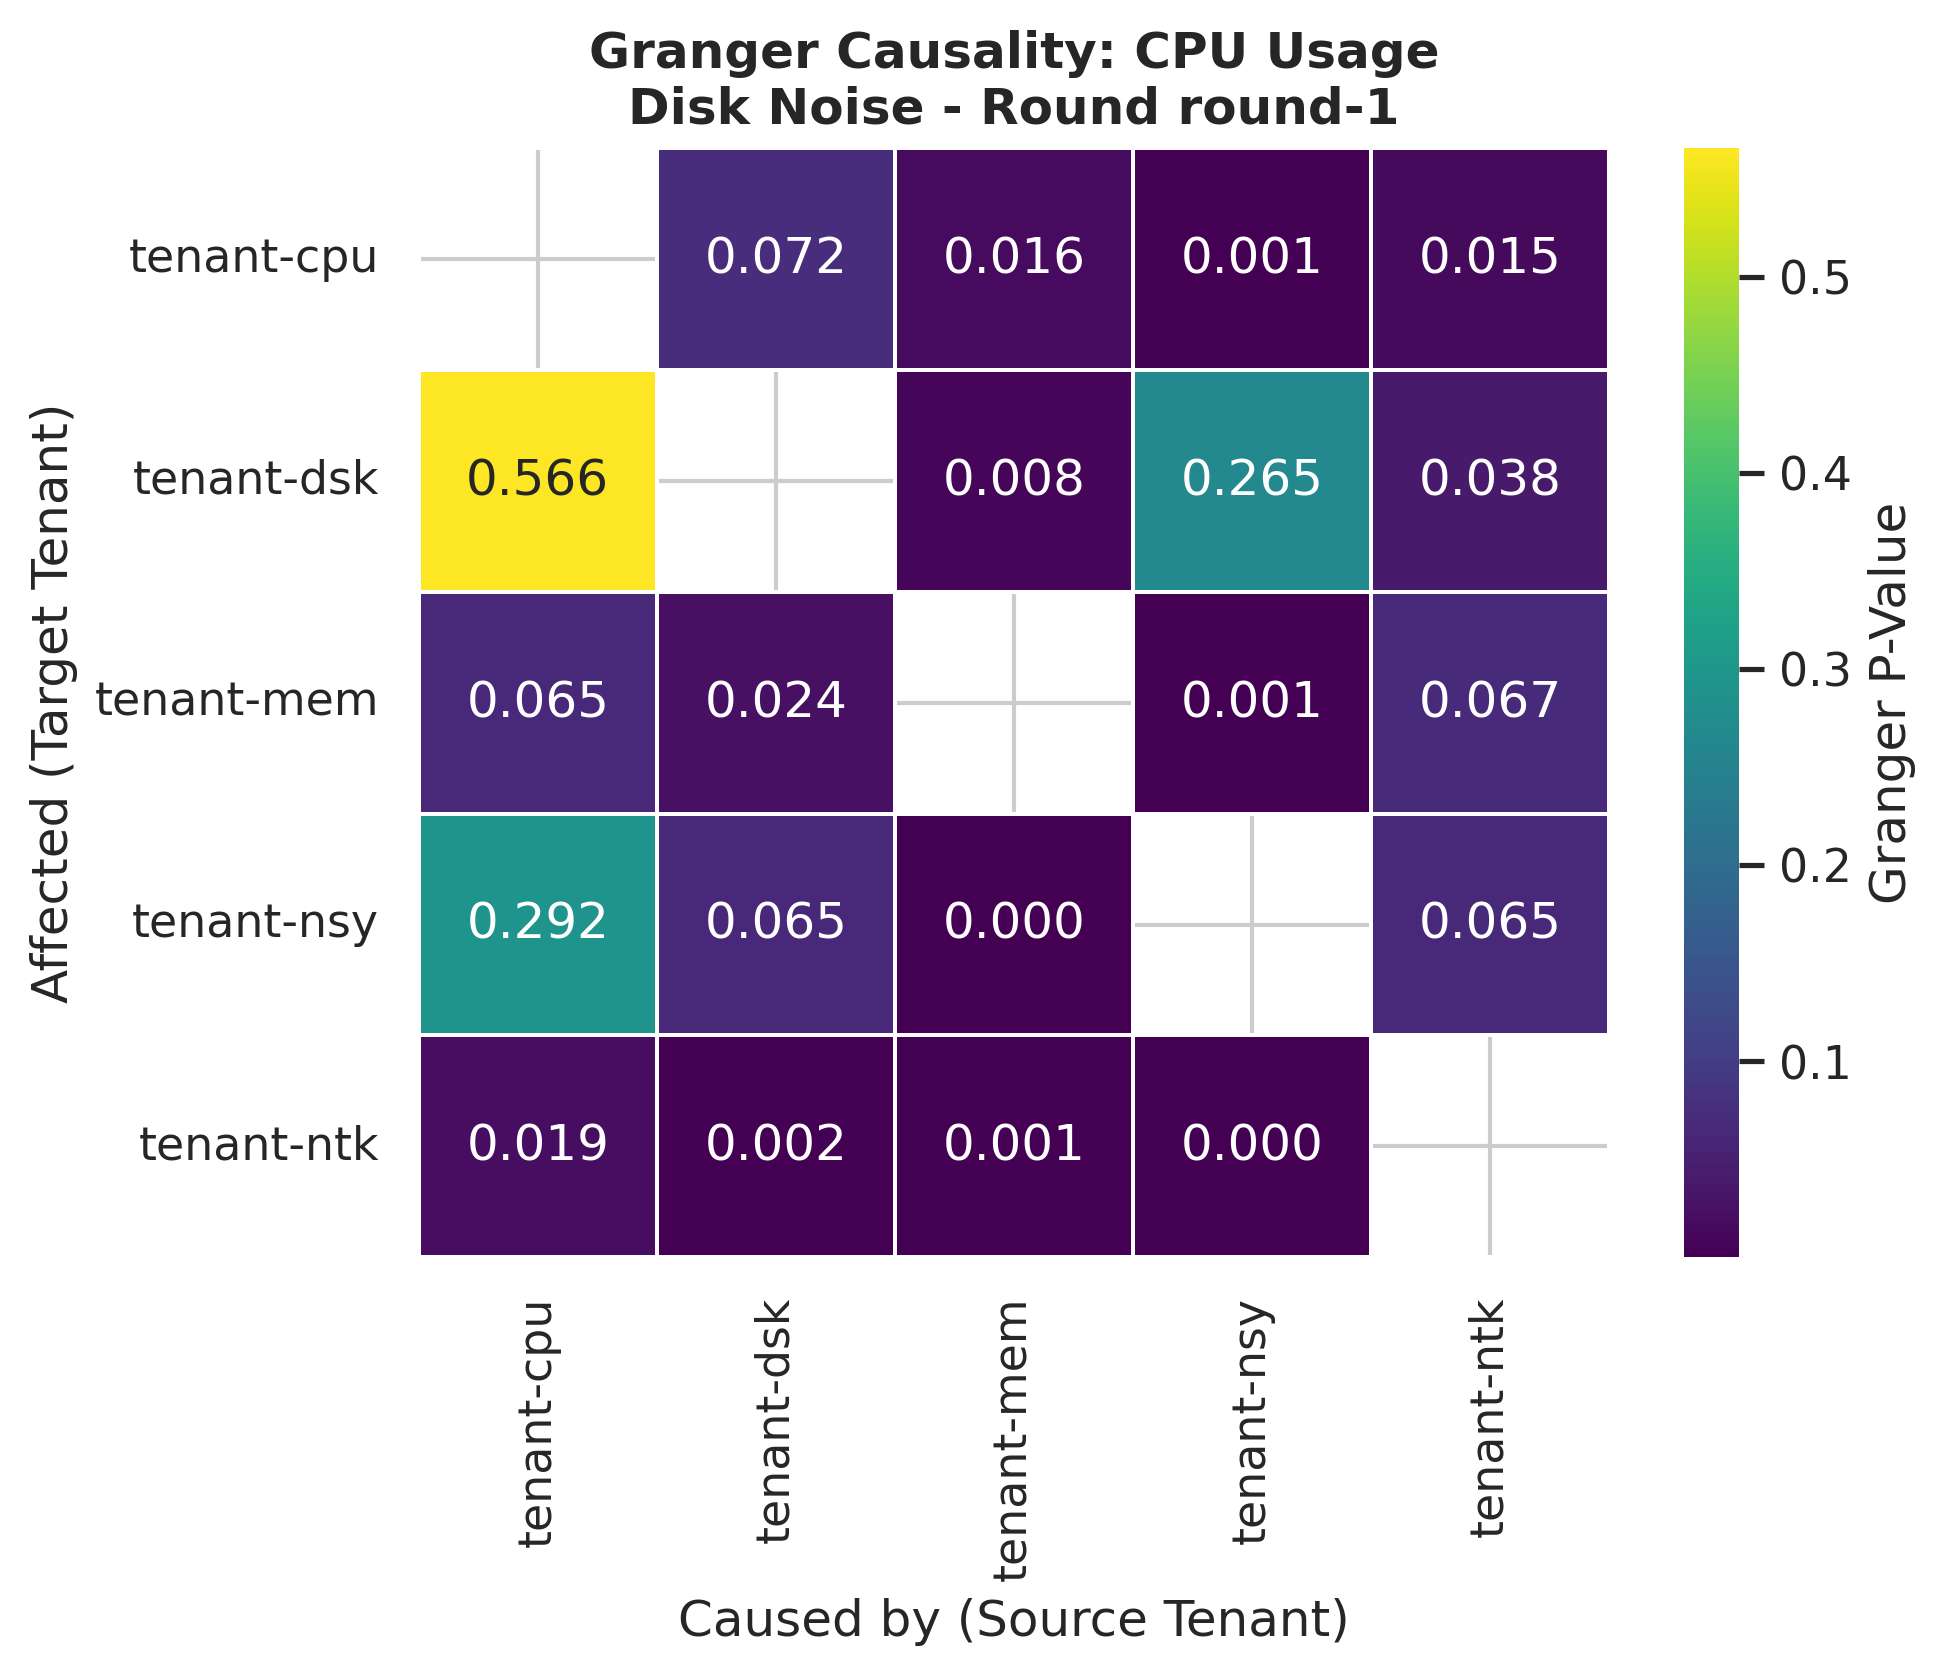 Granger Causality: CPU Usage
Disk Noise - Round round-1
Affected (Target Tenant)
tenant-cpu
0.072 0.016 0.001 0.015
tenant-dsk
0.566 0.008 0.265 0.038
tenant-mem
0.065 0.024 0.001 0.067
tenant-nsy
0.292 0.065 0.000 0.065
tenant-ntk
0.019 0.002 0.001 0.000
tenant-cpu
tenant-dsk
tenant-mem
tenant-nsy
tenant-ntk
Caused by (Source Tenant)
0.5
0.4
0.3
0.2
0.1
Granger P-Value